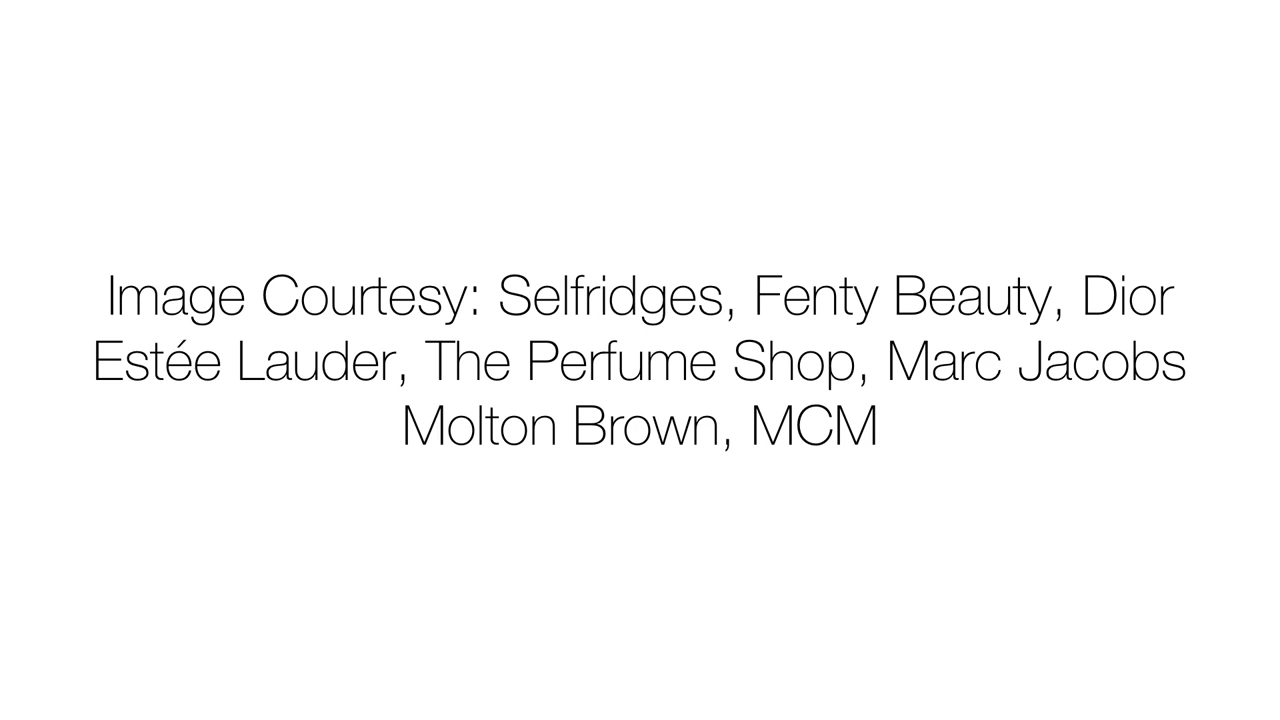 Image Courtesy: Selfridges, Fenty Beauty, Dior
Estée Lauder, The Perfume Shop, Marc Jacobs
Molton Brown, MCM